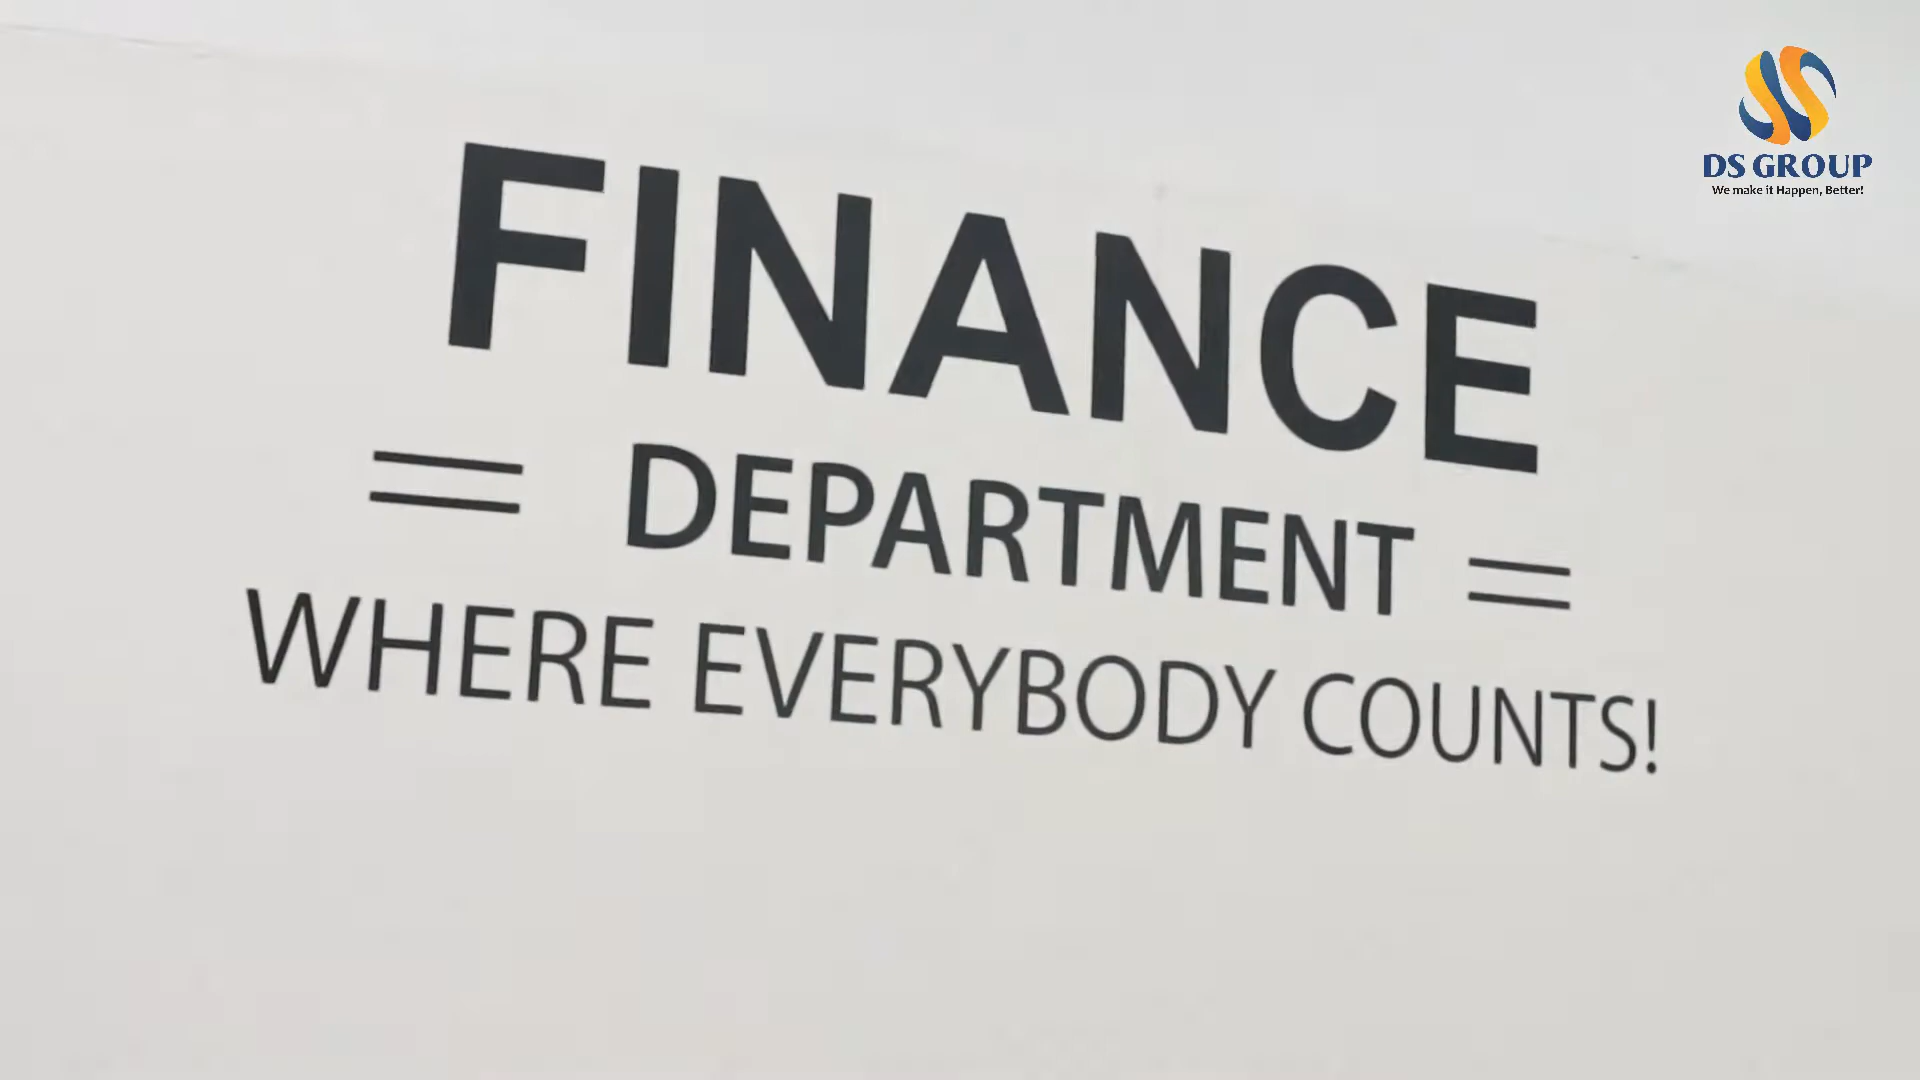 DS GROUP
We make it Happen, Better!
FINANCE
DEPARTMENT
WHERE EVERYBODY COUNTS!